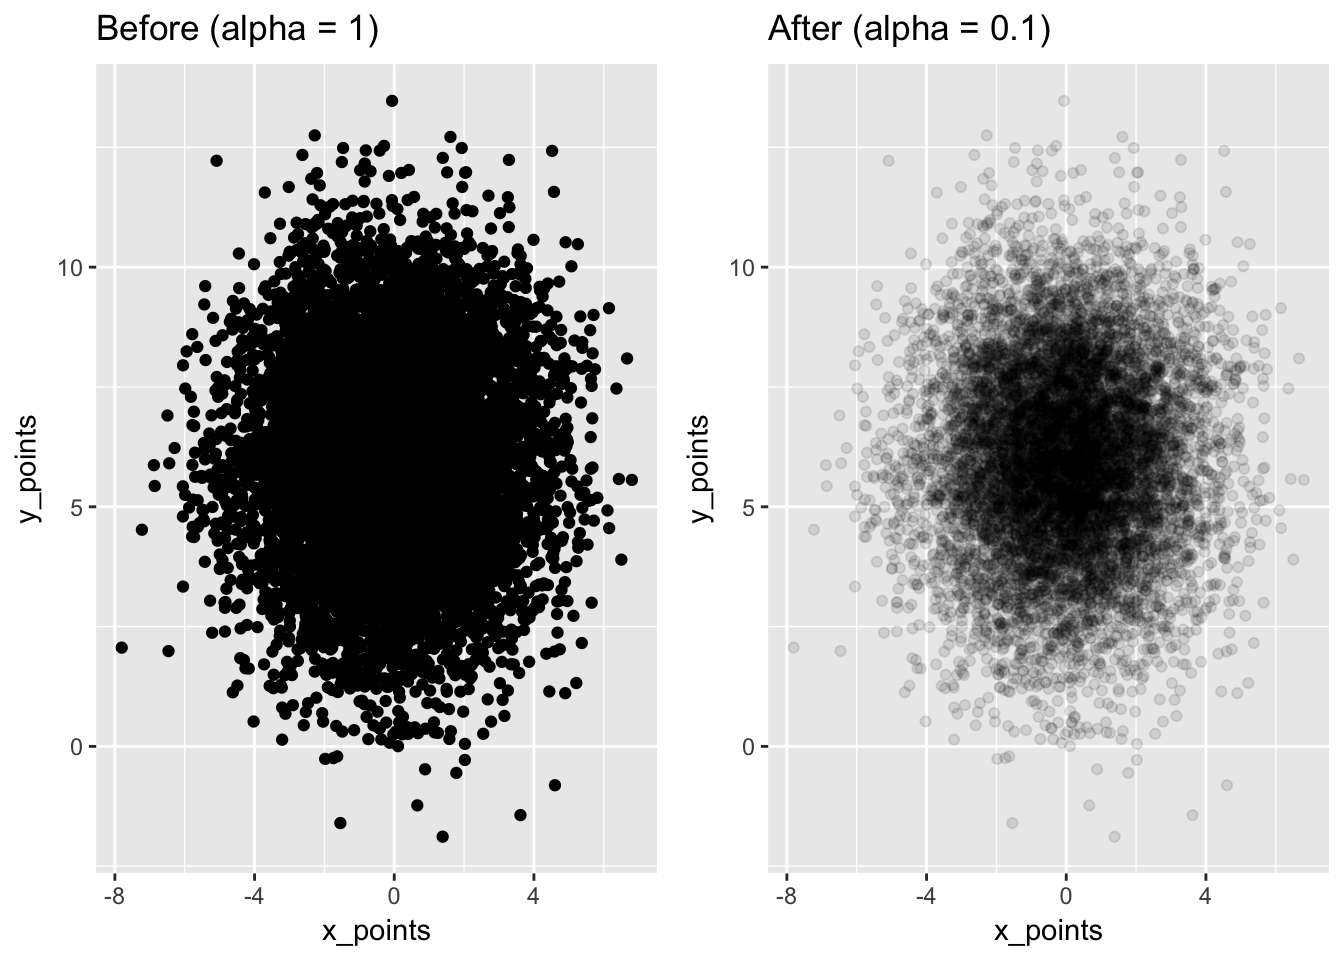 Before (alpha = 1)
After (alpha = 0.1)
y_points
10
5
0
-8
-4
0
4
x_points
y_points
10
5
0
-8
-4
0
4
x_points